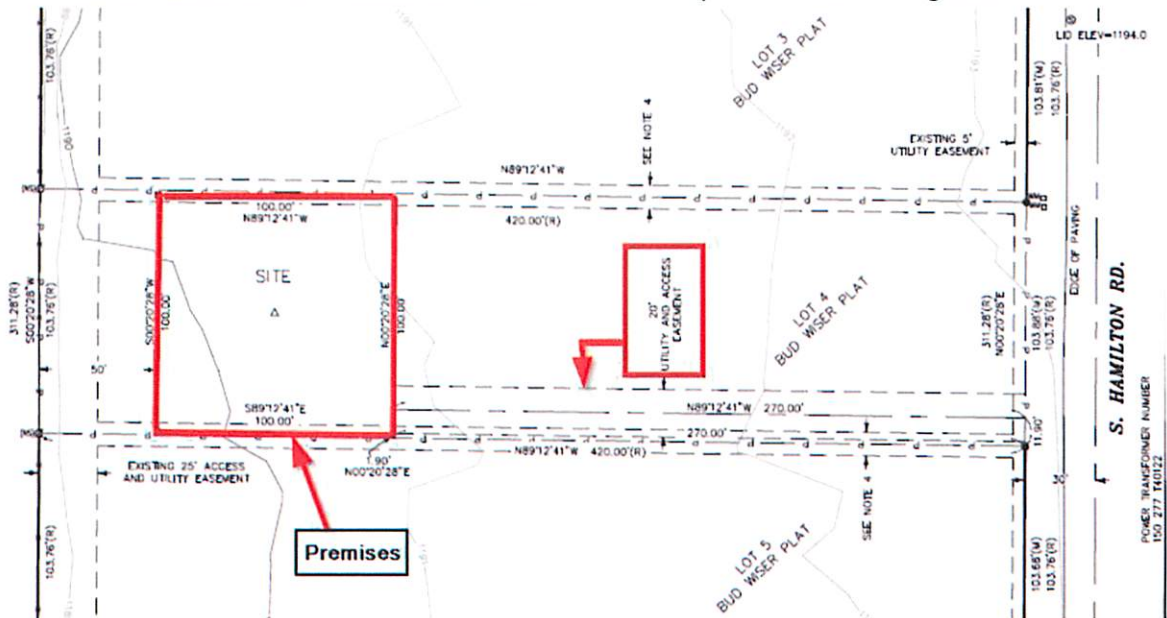 LID ELEV=1194.0
103.76'(R)
LOT 3
BUD WISER PLAT
1192
103.81'(M)
103.76'(R)
1190
SEE NOTE 4
EXISTING 5'
UTILITY EASEMENT
N89°12'41"W
100.00'
N89°12'41"W
420.00'(R)
EDGE OF PAVING
SITE
20'
UTILITY AND ACCESS
EASEMENT
LOT 4
BUD WISER PLAT
S. HAMILTON RD.
311.28'(R)
S00°20'28"W
103.76'(R)
S00°20'28"W
100.00
N00°20'28"E
100.00
311.28'(R)
N00°20'28"E
103.88'(M)
103.76'(R)
50'
S89°12'41"E
100.00'
N89°12'41"W 270.00'
270.00'
11.90'
N89°12'41"W 420.00'(R)
1.90'
N00°20'28"E
EXISTING 25' ACCESS
AND UTILITY EASEMENT
30'
SEE NOTE 4
POWER TRANSFORMER NUMBER
150 277 T40122
Premises
103.76'(R)
LOT 5
BUD WISER PLAT
103.66'(M)
103.76'(R)